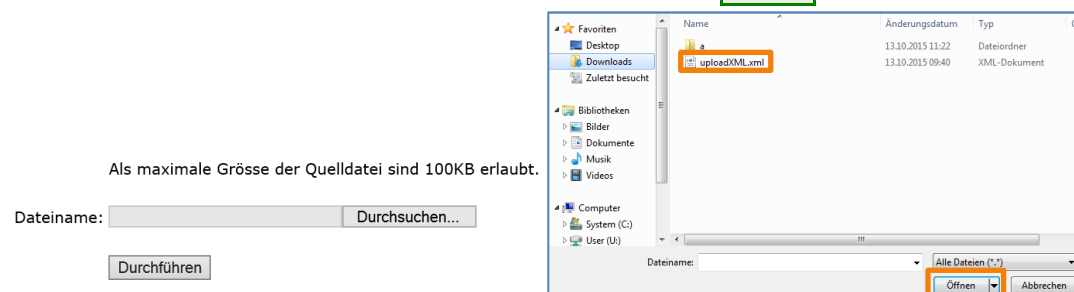 Als maximale Grösse der Quelldatei sind 100KB erlaubt.
Dateiname:
Durchsuchen...
Durchführen
Favoriten
Desktop
Downloads
Zuletzt besucht
Bibliotheken
Bilder
Dokumente
Musik
Videos
Computer
System (C:)
User (U:)
Name Änderungsdatum Typ
a 13.10.2015 11:22 Dateiordner
uploadXML.xml 13.10.2015 09:40 XML-Dokument
Dateiname: Alle Dateien (*.*)
Öffnen Abbrechen